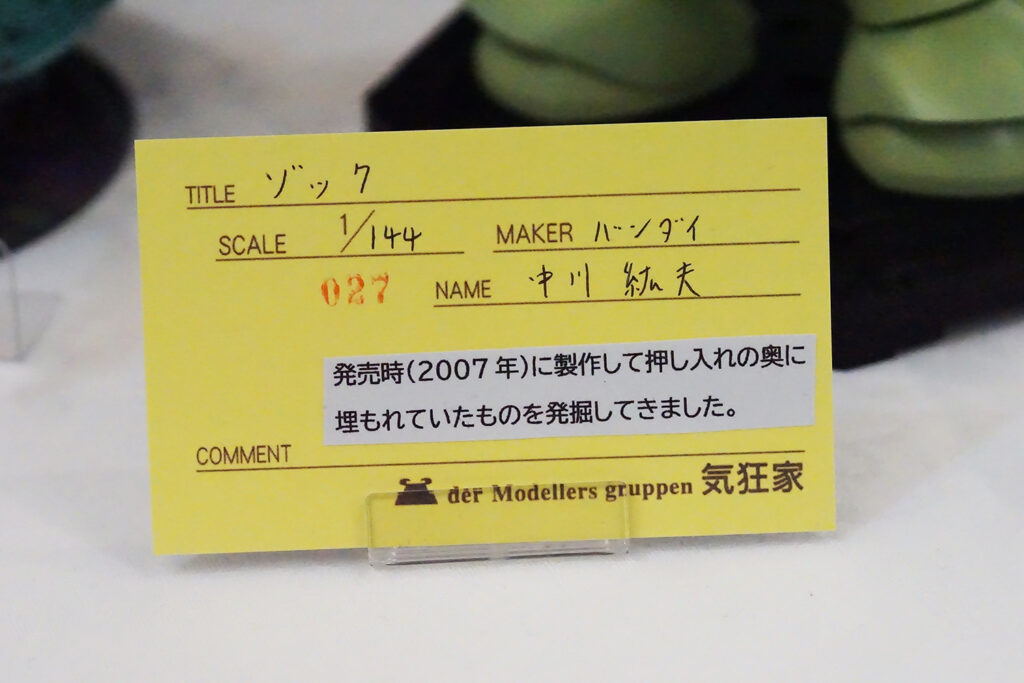 TITLE ゾック
SCALE 1/144 MAKER バンダイ
027 NAME 中川 紘夫
発売時(2007年)に製作して押し入れの奥に
埋もれていたものを発掘してきました。
COMMENT
der Modellers gruppen 気狂家